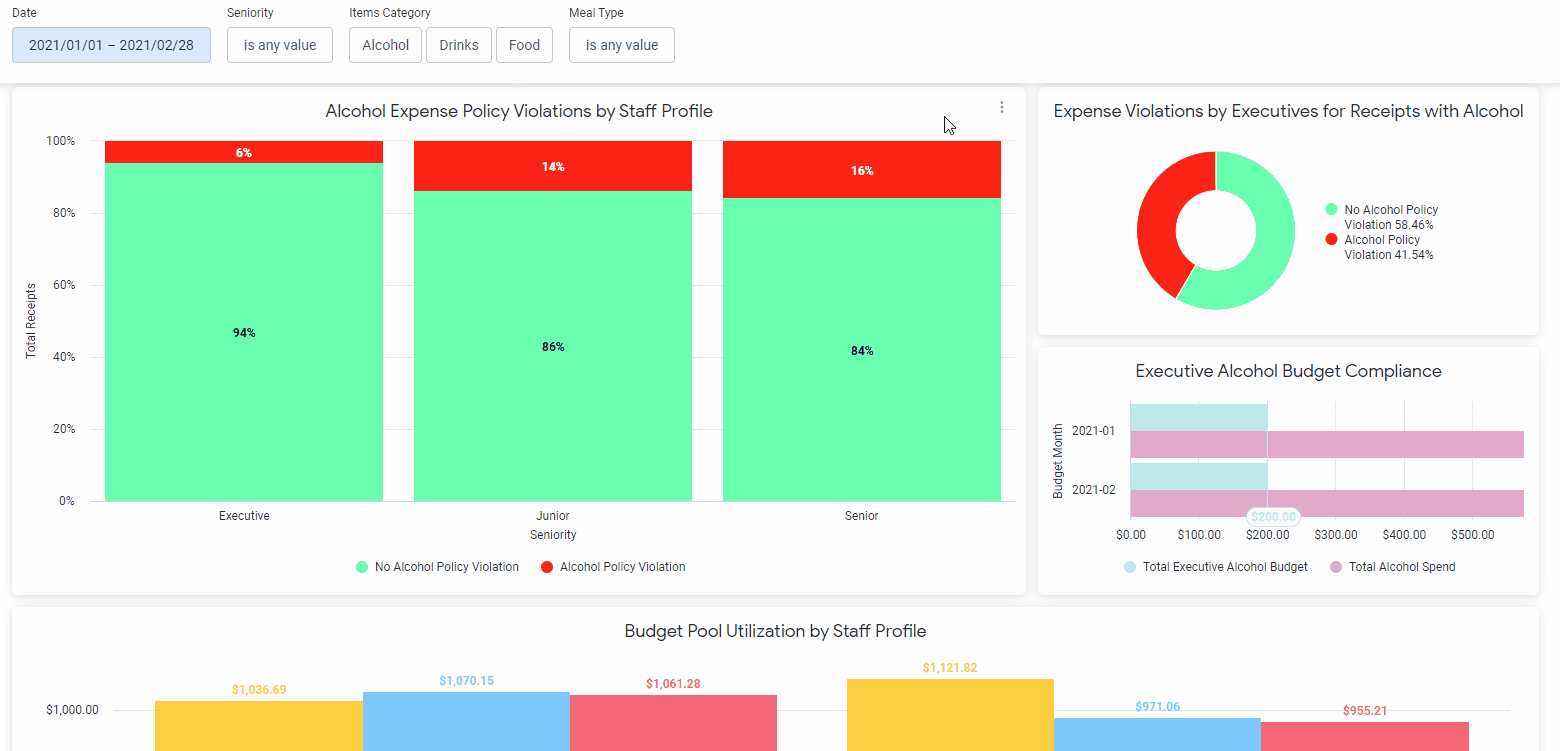 Date
Seniority
Items Category
Meal Type
2021/01/01 – 2021/02/28
is any value
Alcohol
Drinks
Food
is any value
Alcohol Expense Policy Violations by Staff Profile
100%
80%
60%
40%
20%
0%
Total Receipts
6%
14%
16%
94%
86%
84%
Executive
Junior
Senior
Seniority
No Alcohol Policy Violation
Alcohol Policy Violation
Expense Violations by Executives for Receipts with Alcohol
No Alcohol Policy
Violation 58.46%
Alcohol Policy
Violation 41.54%
Executive Alcohol Budget Compliance
Budget Month
2021-01
2021-02
$200.00
$0.00
$100.00
$200.00
$300.00
$400.00
$500.00
Total Executive Alcohol Budget
Total Alcohol Spend
Budget Pool Utilization by Staff Profile
$1,000.00
$1,036.69
$1,070.15
$1,061.28
$1,121.82
$971.06
$955.21